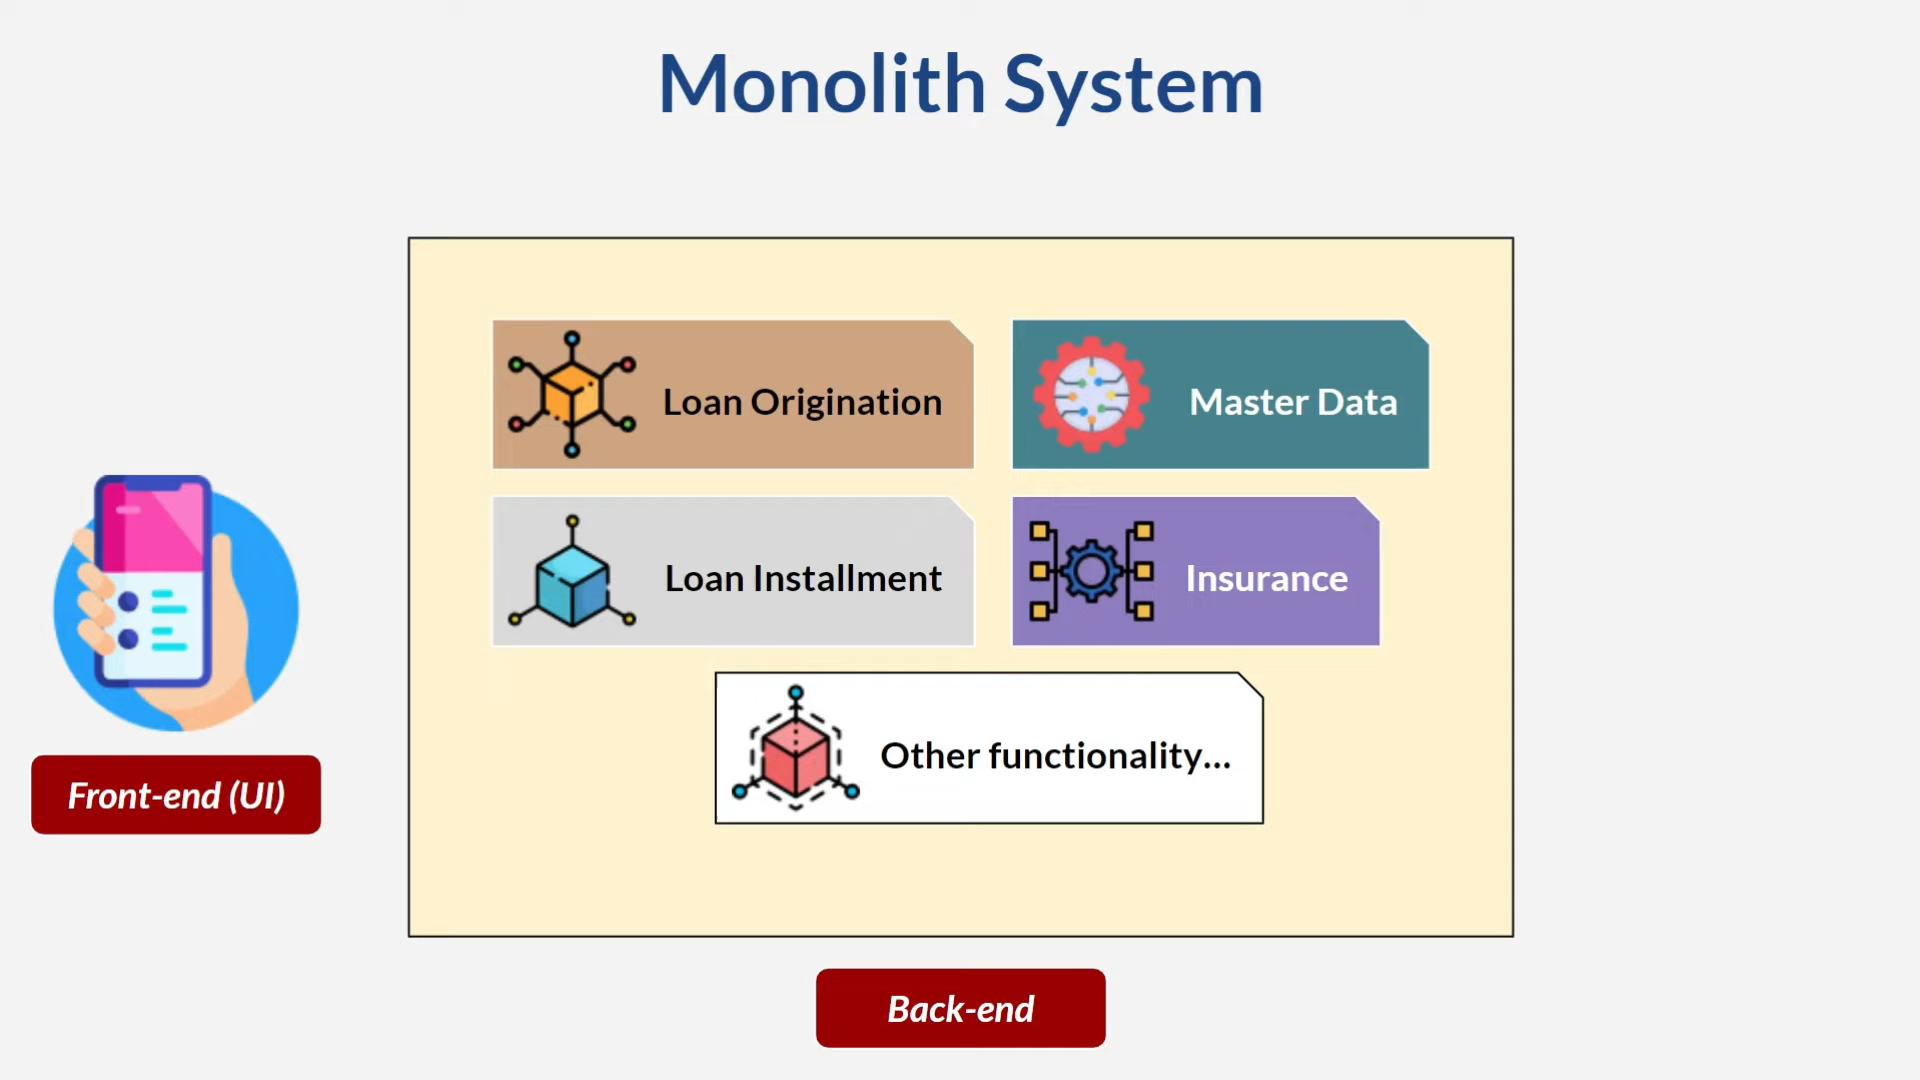 Monolith System
Loan Origination
Master Data
Loan Installment
Insurance
Other functionality...
Front-end (UI)
Back-end